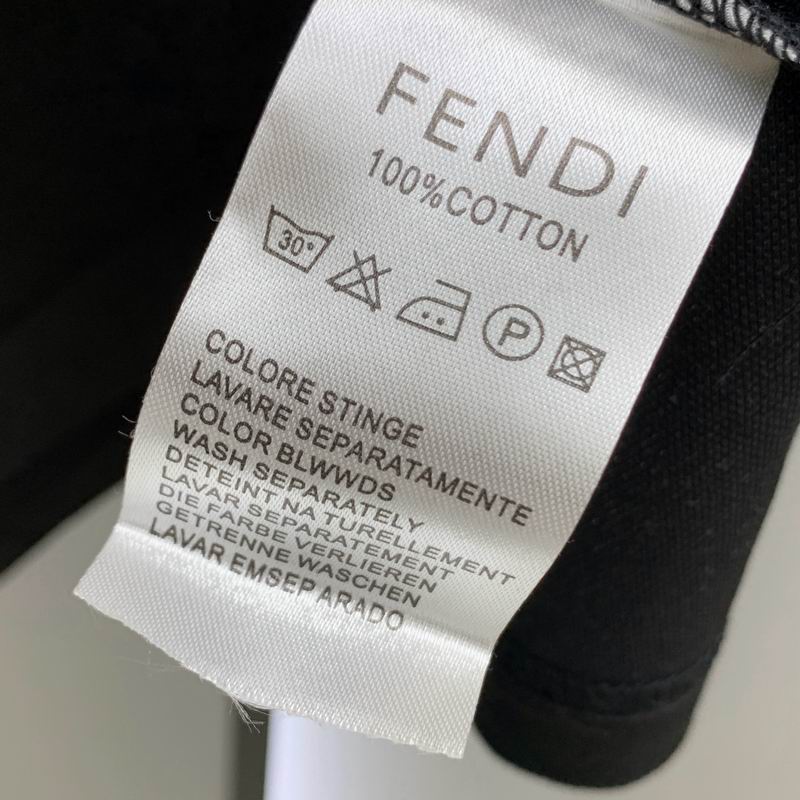 FENDI
100%COTTON
30°
P
COLORE STINGE
LAVARE SEPARATAMENTE
COLOR BLWWDS
WASH SEPARATELY
DETEINT NA TURELLEMENT
LAVAR SEPARATEMENT
DIE FARBE VERLIEREN
GETRENNE WASCHEN
LAVAR EMSEP ARADO